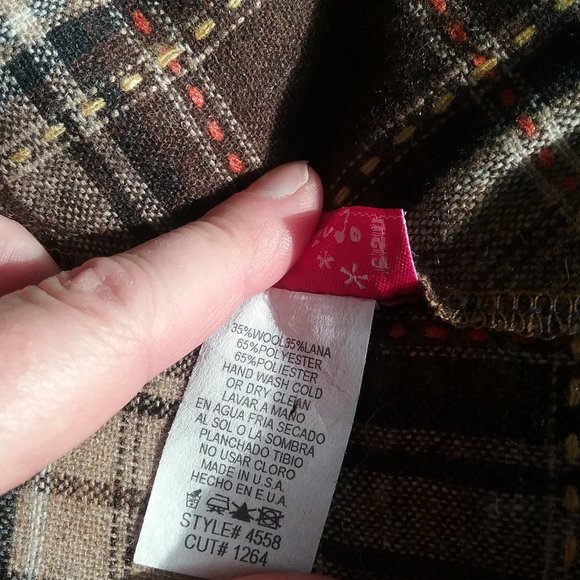 35%WOOL35%LANA
65%POLYESTER
65%POLIESTER
HAND WASH COLD
OR DRY CLEAN
LAVAR A MANO
EN AGUA FRIA SECADO
AL SOL O LA SOMBRA
PLANCHADO TIBIO
NO USAR CLORO
MADE IN U.S.A.
HECHO EN E.U.A.
STYLE# 4558
CUT# 1264